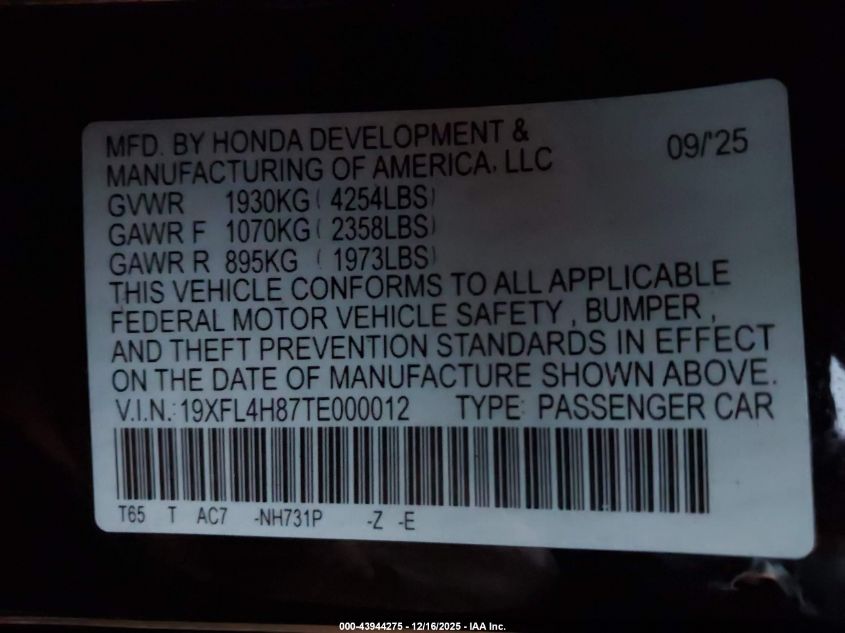 MFD. BY HONDA DEVELOPMENT &
MANUFACTURING OF AMERICA, LLC 09/'25
GVWR 1930KG ( 4254LBS)
GAWR F 1070KG ( 2358LBS)
GAWR R 895KG ( 1973LBS)
THIS VEHICLE CONFORMS TO ALL APPLICABLE
FEDERAL MOTOR VEHICLE SAFETY , BUMPER ,
AND THEFT PREVENTION STANDARDS IN EFFECT
ON THE DATE OF MANUFACTURE SHOWN ABOVE.
V.I.N.: 19XFL4H87TE000012 TYPE: PASSENGER CAR
T65 T AC7 -NH731P -Z -E
000-43944275 - 12/16/2025 - IAA Inc.